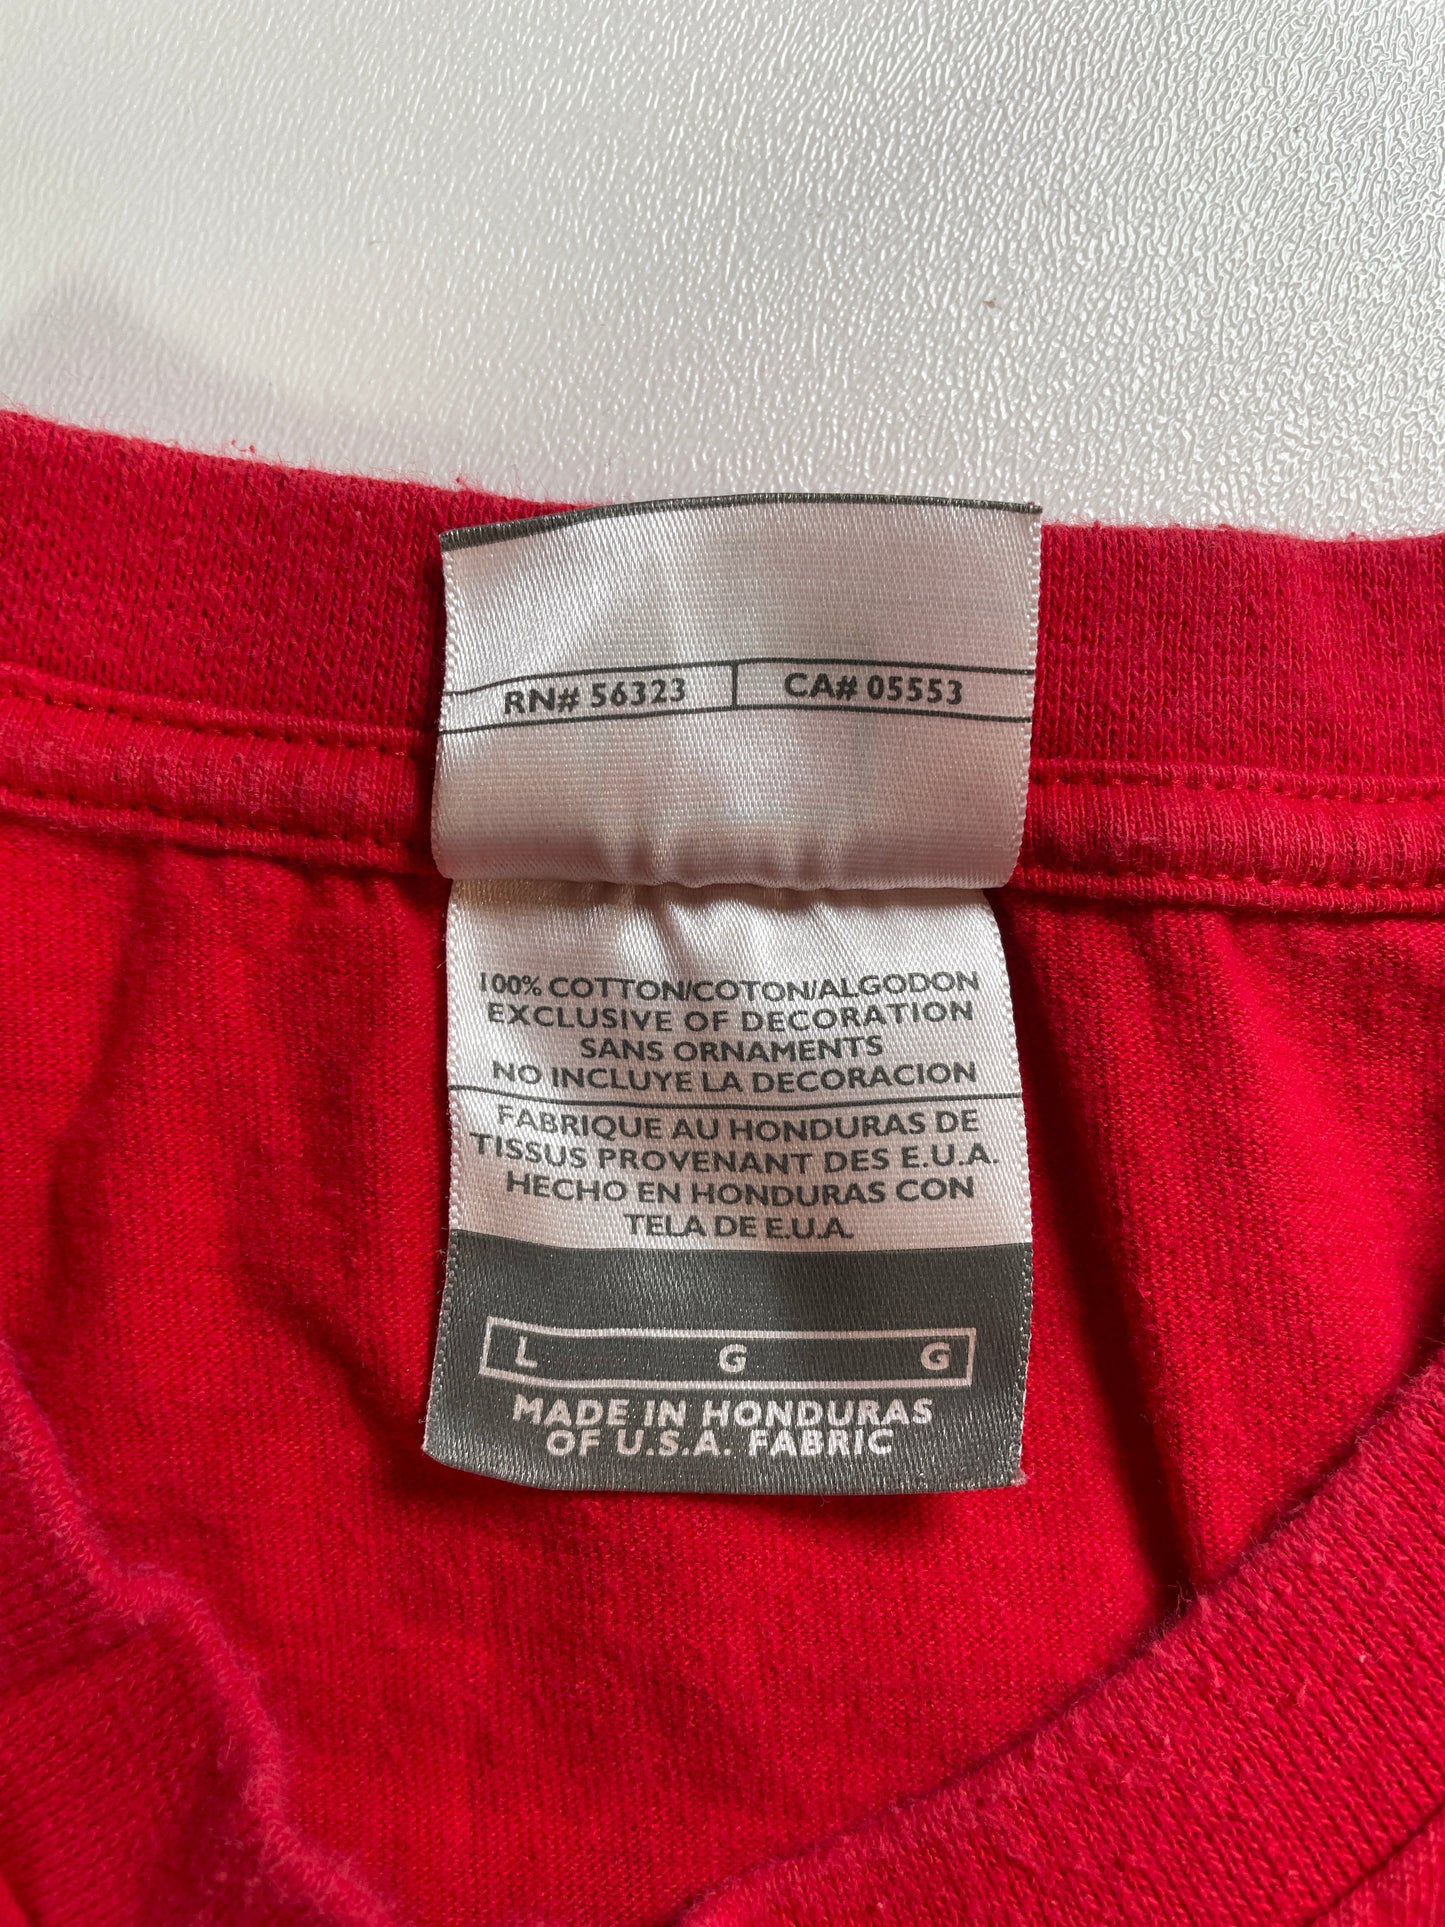 RN# 56323 CA# 05553
100% COTTON/COTON/ALGODON
EXCLUSIVE OF DECORATION
SANS ORNAMENTS
NO INCLUYE LA DECORACION
FABRIQUE AU HONDURAS DE
TISSUS PROVENANT DES E.U.A.
HECHO EN HONDURAS CON
TELA DE E.U.A.
L G G
MADE IN HONDURAS
OF U.S.A. FABRIC